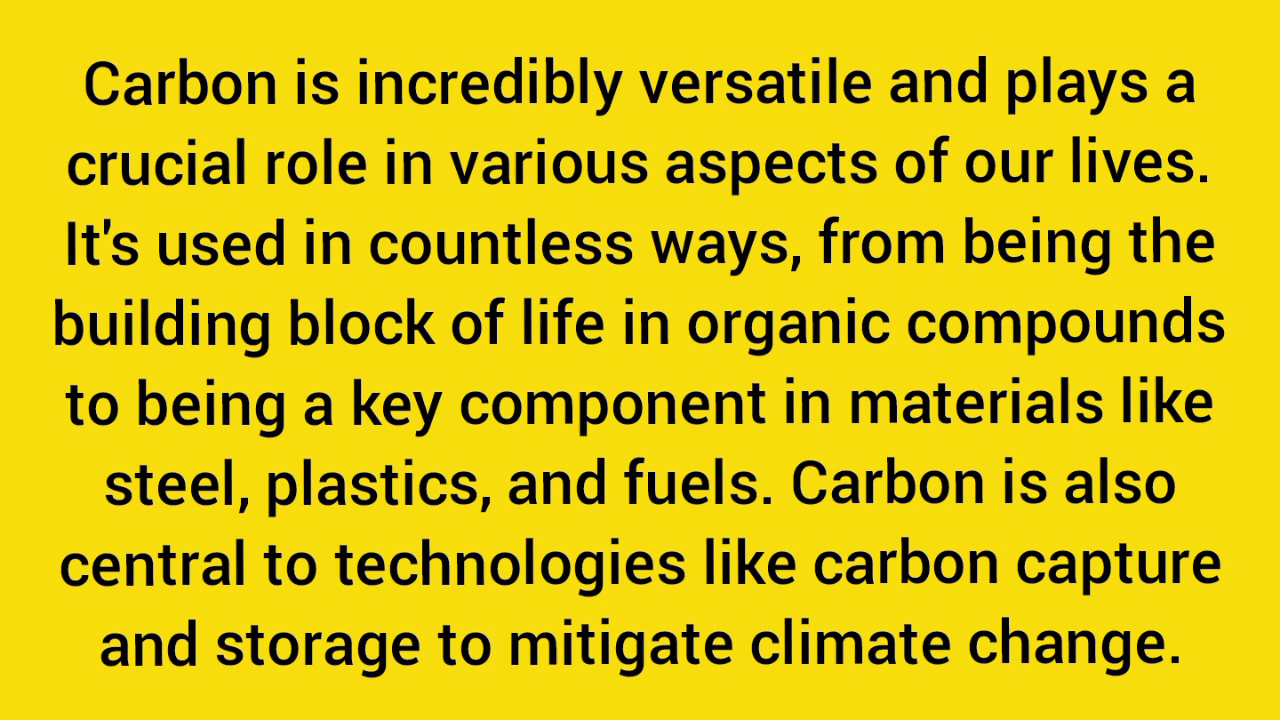 Carbon is incredibly versatile and plays a
crucial role in various aspects of our lives.
It's used in countless ways, from being the
building block of life in organic compounds
to being a key component in materials like
steel, plastics, and fuels. Carbon is also
central to technologies like carbon capture
and storage to mitigate climate change.